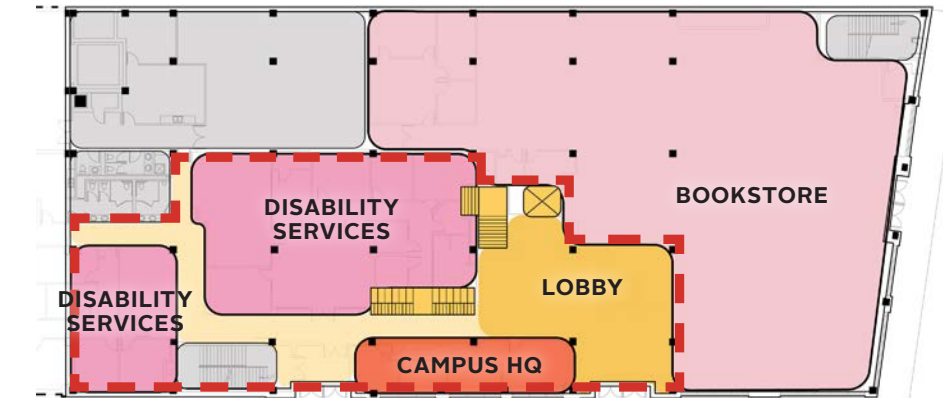 BOOKSTORE
DISABILITY
SERVICES
LOBBY
DISABILITY
SERVICES
CAMPUS HQ